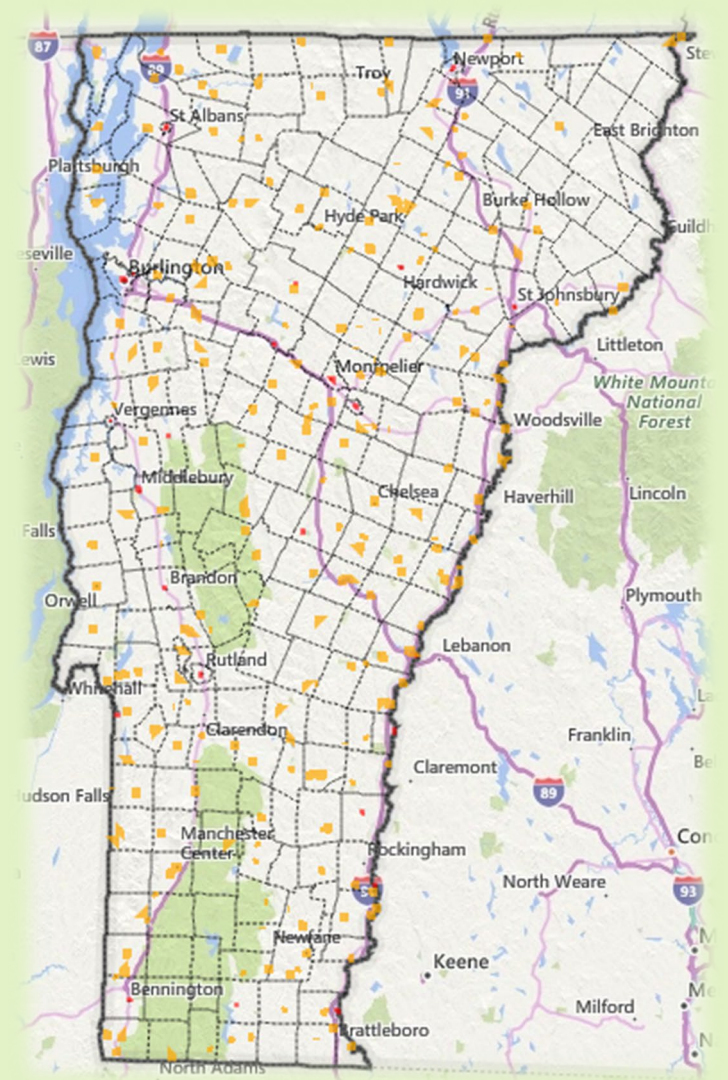 87
89
Newport
Troy
91
St Albans
East Brighton
Plattsburgh
Burke Hollow
Hyde Park
eseville
Burlington
Hardwick
St Johnsbury
Littleton
ewis
Montpelier
White Mount
National
Forest
Vergennes
Woodsville
Middlebury
Chelsea
Haverhill
Lincoln
Falls
Brandon
Plymouth
Orwell
Lebanon
Rutland
Whitehall
Clarendon
Franklin
Claremont
89
udson Falls
Manchester
Center
Rockingham
Con
North Weare
93
Newfane
Keene
Bennington
Milford
Brattleboro
North Adams